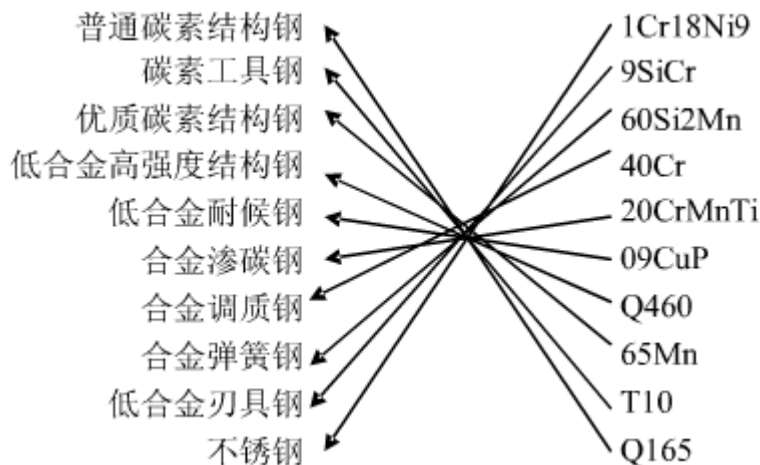 普通碳素结构钢 1Cr18Ni9
碳素工具钢 9SiCr
优质碳素结构钢 60Si2Mn
低合金高强度结构钢 40Cr
低合金耐候钢 20CrMnTi
合金渗碳钢 09CuP
合金调质钢 Q460
合金弹簧钢 65Mn
低合金刃具钢 T10
不锈钢 Q165